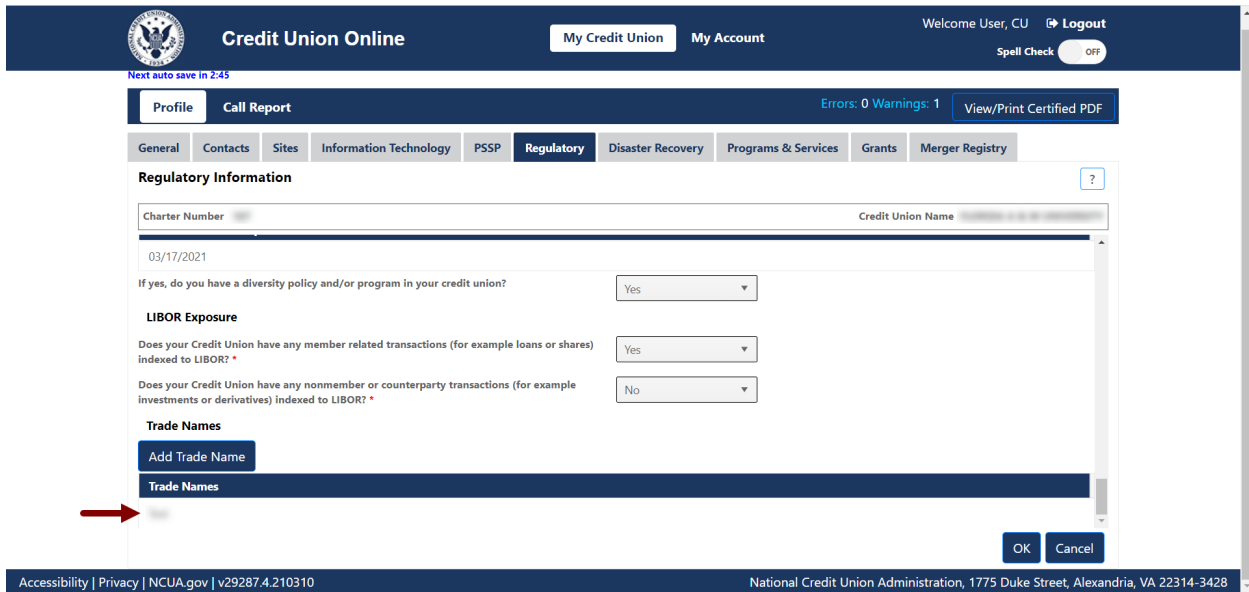 Credit Union Online
My Credit Union
My Account
Welcome User, CU
Logout
Spell Check
OFF
Next auto save in 2:45
Profile
Call Report
Errors: 0 Warnings: 1
View/Print Certified PDF
General
Contacts
Sites
Information Technology
PSSP
Regulatory
Disaster Recovery
Programs & Services
Grants
Merger Registry
Regulatory Information
?
Charter Number
Credit Union Name
03/17/2021
If yes, do you have a diversity policy and/or program in your credit union?
Yes
LIBOR Exposure
Does your Credit Union have any member related transactions (for example loans or shares)
indexed to LIBOR? *
Yes
Does your Credit Union have any nonmember or counterparty transactions (for example
investments or derivatives) indexed to LIBOR? *
No
Trade Names
Add Trade Name
Trade Names
OK
Cancel
Accessibility | Privacy | NCUA.gov | v29287.4.210310
National Credit Union Administration, 1775 Duke Street, Alexandria, VA 22314-3428